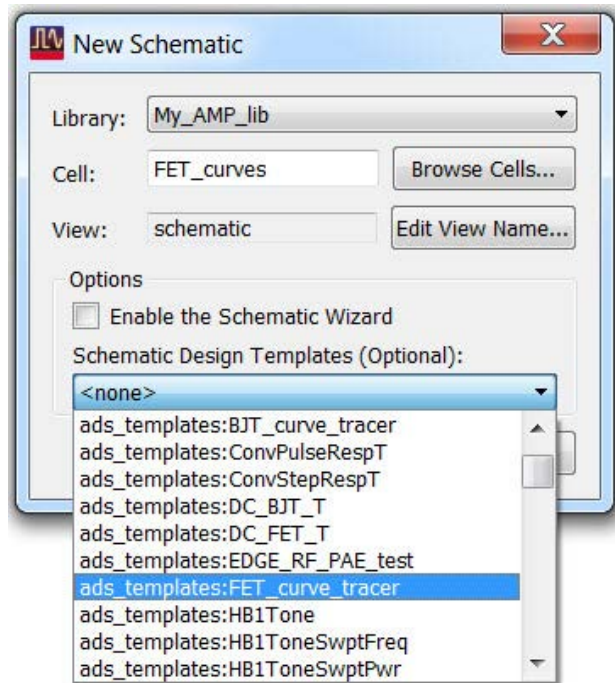 New Schematic
Library: My_AMP_lib
Cell: FET_curves Browse Cells...
View: schematic Edit View Name...
Options
Enable the Schematic Wizard
Schematic Design Templates (Optional):
<none>
ads_templates:BJT_curve_tracer
ads_templates:ConvPulseRespT
ads_templates:ConvStepRespT
ads_templates:DC_BJT_T
ads_templates:DC_FET_T
ads_templates:EDGE_RF_PAE_test
ads_templates:FET_curve_tracer
ads_templates:HB1Tone
ads_templates:HB1ToneSwptFreq
ads_templates:HB1ToneSwptPwr